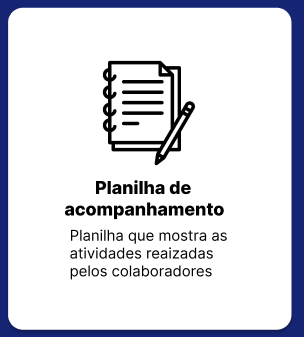 Planilha de
acompanhamento
Planilha que mostra as
atividades reaizadas
pelos colaboradores